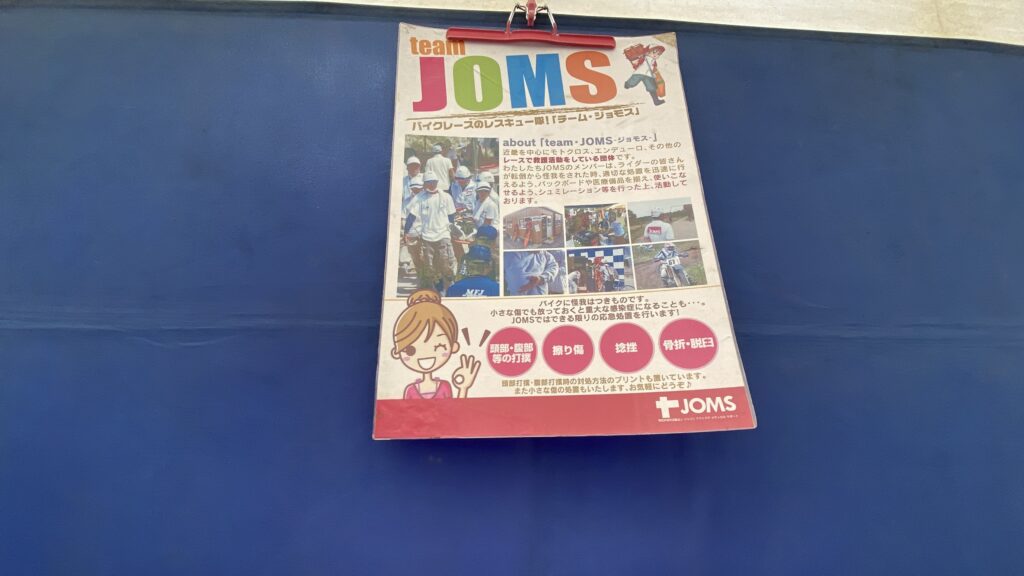 team
JOMS
バイクレースのレスキュー隊!「チーム・ジョモス」
about「team・JOMS-ジョモス-」
近畿を中心にモトクロス、エンデューロ、その他の
レースで救護活動をしている団体です。
わたしたちJOMSのメンバーは、ライダーの皆さん
が転倒から怪我をされた時、適切な処置を迅速に行
えるよう、バックボードや医療備品を揃え、使いこな
せるよう、シュミレーション等を行った上、活動して
おります。
MFJ
バイクに怪我はつきものです。
小さな傷でも放っておくと重大な感染症になることも・・・。
JOMSではできる限りの応急処置を行います!
頭部・腹部
等の打撲
擦り傷
捻挫
骨折・脱臼
頭部打撲・腹部打撲時の対処方法のプリントも置いています。
また小さな傷の処置もいたします、お気軽にどうぞ♪
JOMS